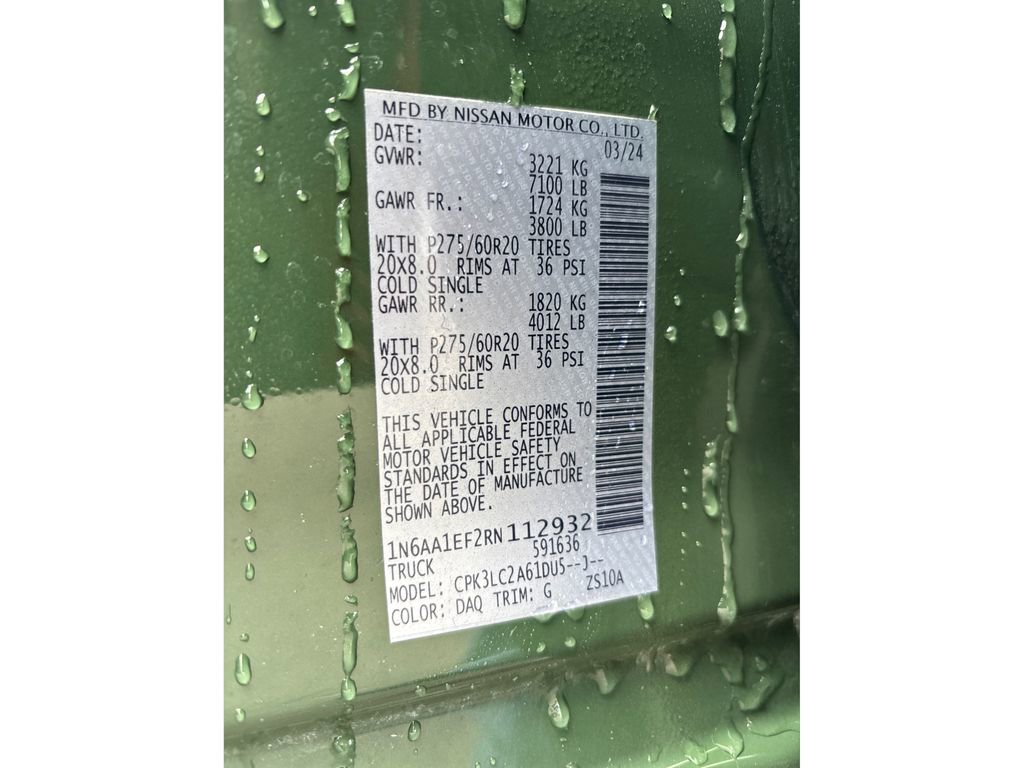 MFD BY NISSAN MOTOR CO., LTD.
DATE: 03/24
GVWR: 3221 KG
7100 LB
GAWR FR.: 1724 KG
3800 LB
WITH P275/60R20 TIRES
20X8.0 RIMS AT 36 PSI
COLD SINGLE
GAWR RR.: 1820 KG
4012 LB
WITH P275/60R20 TIRES
20X8.0 RIMS AT 36 PSI
COLD SINGLE
THIS VEHICLE CONFORMS TO
ALL APPLICABLE FEDERAL
MOTOR VEHICLE SAFETY
STANDARDS IN EFFECT ON
THE DATE OF MANUFACTURE
SHOWN ABOVE.
1N6AA1EF2RN112932
TRUCK 591636
MODEL: CPK3LC2A61DU5--J--
COLOR: DAQ TRIM: G ZS10A